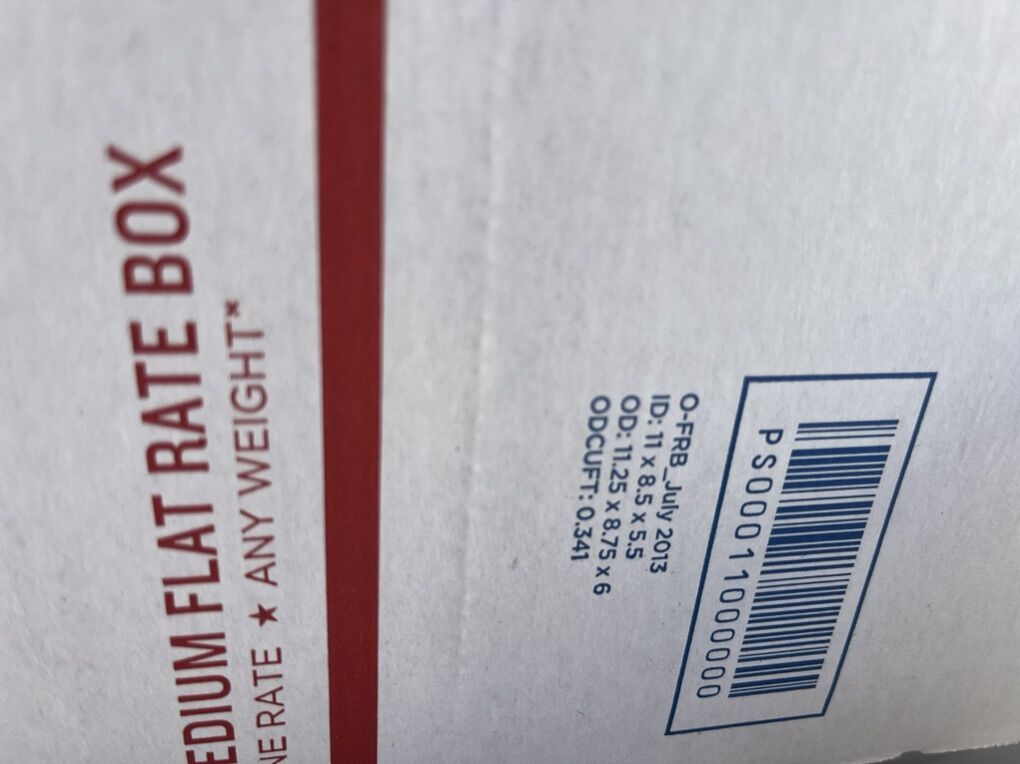 EDIUM FLAT RATE BOX
NE RATE ★ ANY WEIGHT*
O-FRB_July 2013
ID: 11 x 8.5 x 5.5
OD: 11.25 x 8.75 x 6
ODCUFT: 0.341
PS00011000000